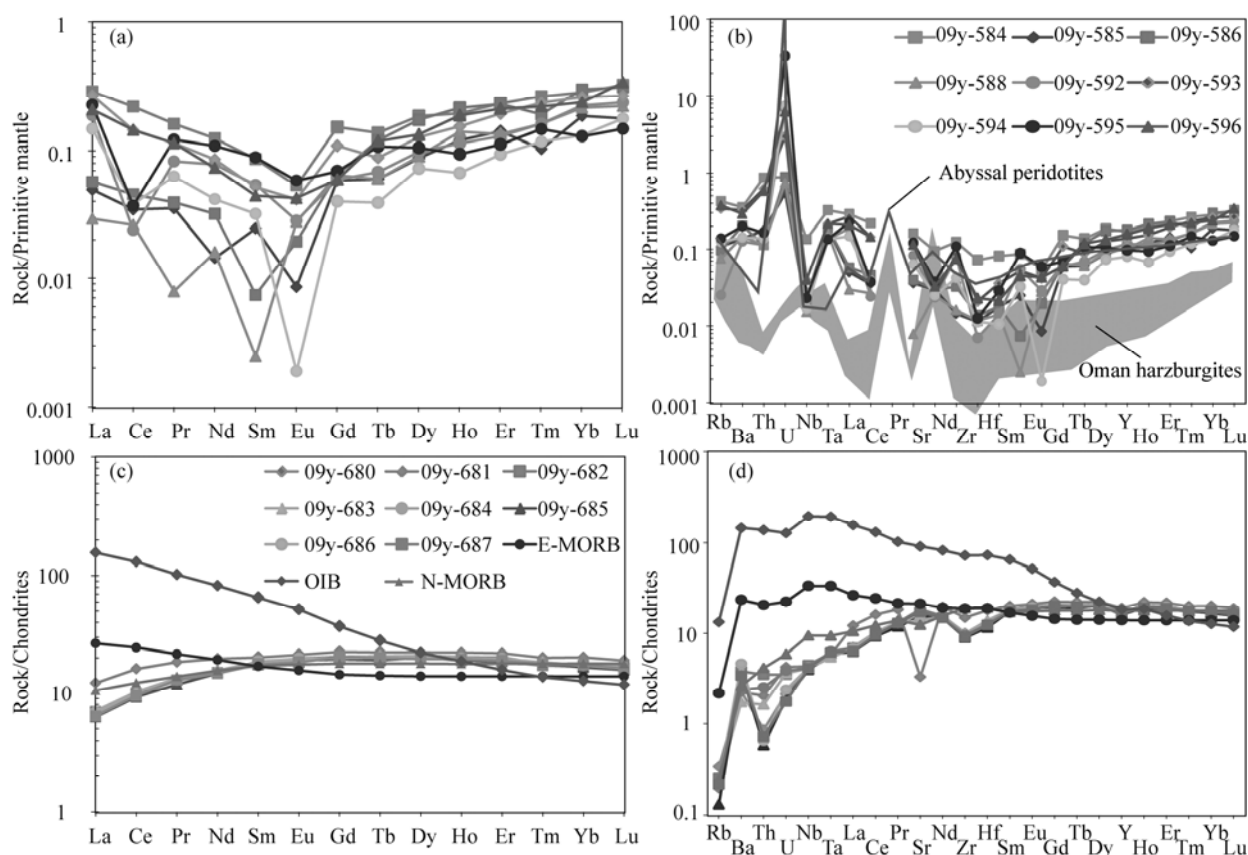 (a)
Rock/Primitive mantle
1
0.1
0.01
0.001
La Ce Pr Nd Sm Eu Gd Tb Dy Ho Er Tm Yb Lu
(b)
Rock/Primitive mantle
100
10
1
0.1
0.01
0.001
09y-584 09y-585 09y-586
09y-588 09y-592 09y-593
09y-594 09y-595 09y-596
Abyssal peridotites
Oman harzburgites
Rb Th Nb La Pr Nd Hf Eu Tb Y Er Yb
Ba U Ta Ce Sr Zr Sm Gd Dy Ho Tm Lu
(c)
Rock/Chondrites
1000
100
10
1
09y-680 09y-681 09y-682
09y-683 09y-684 09y-685
09y-686 09y-687 E-MORB
OIB N-MORB
La Ce Pr Nd Sm Eu Gd Tb Dy Ho Er Tm Yb Lu
(d)
Rock/Chondrites
1000
100
10
1
0.1
Rb Th Nb La Pr Nd Hf Eu Tb Y Er Yb
Ba U Ta Ce Sr Zr Sm Gd Dy Ho Tm Lu